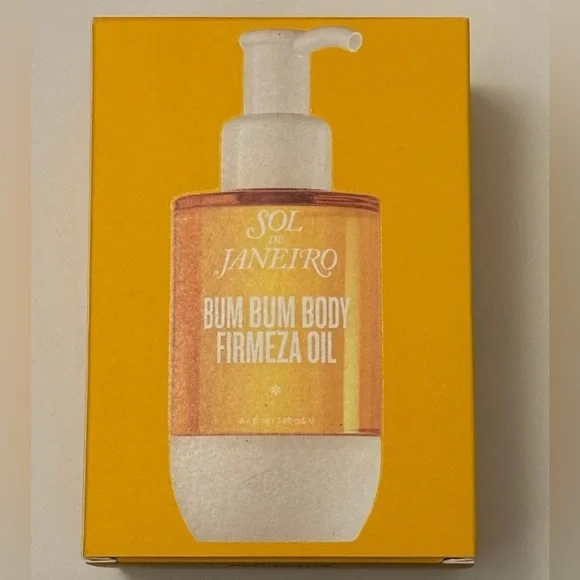 SOL
DE
JANEIRO
BUM BUM BODY
FIRMEZA OIL